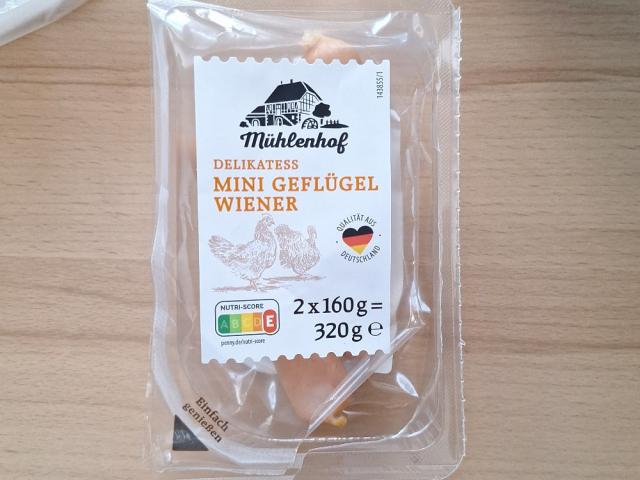 143855/1
Mühlenhof
DELIKATESS
MINI GEFLÜGEL
WIENER
QUALITÄT AUS
DEUTSCHLAND
NUTRI-SCORE
A B C D E
penny.de/nutri-score
2 x 160 g =
320 g ℮
Einfach
genießen